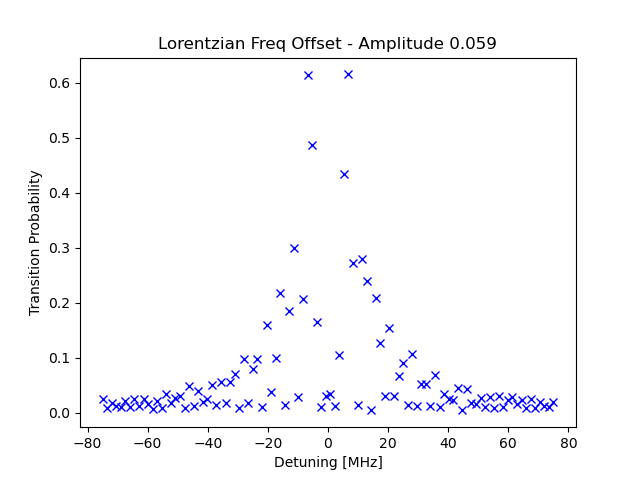 Lorentzian Freq Offset - Amplitude 0.059
Transition Probability
0.6
0.5
0.4
0.3
0.2
0.1
0.0
−80 −60 −40 −20 0 20 40 60 80
Detuning [MHz]